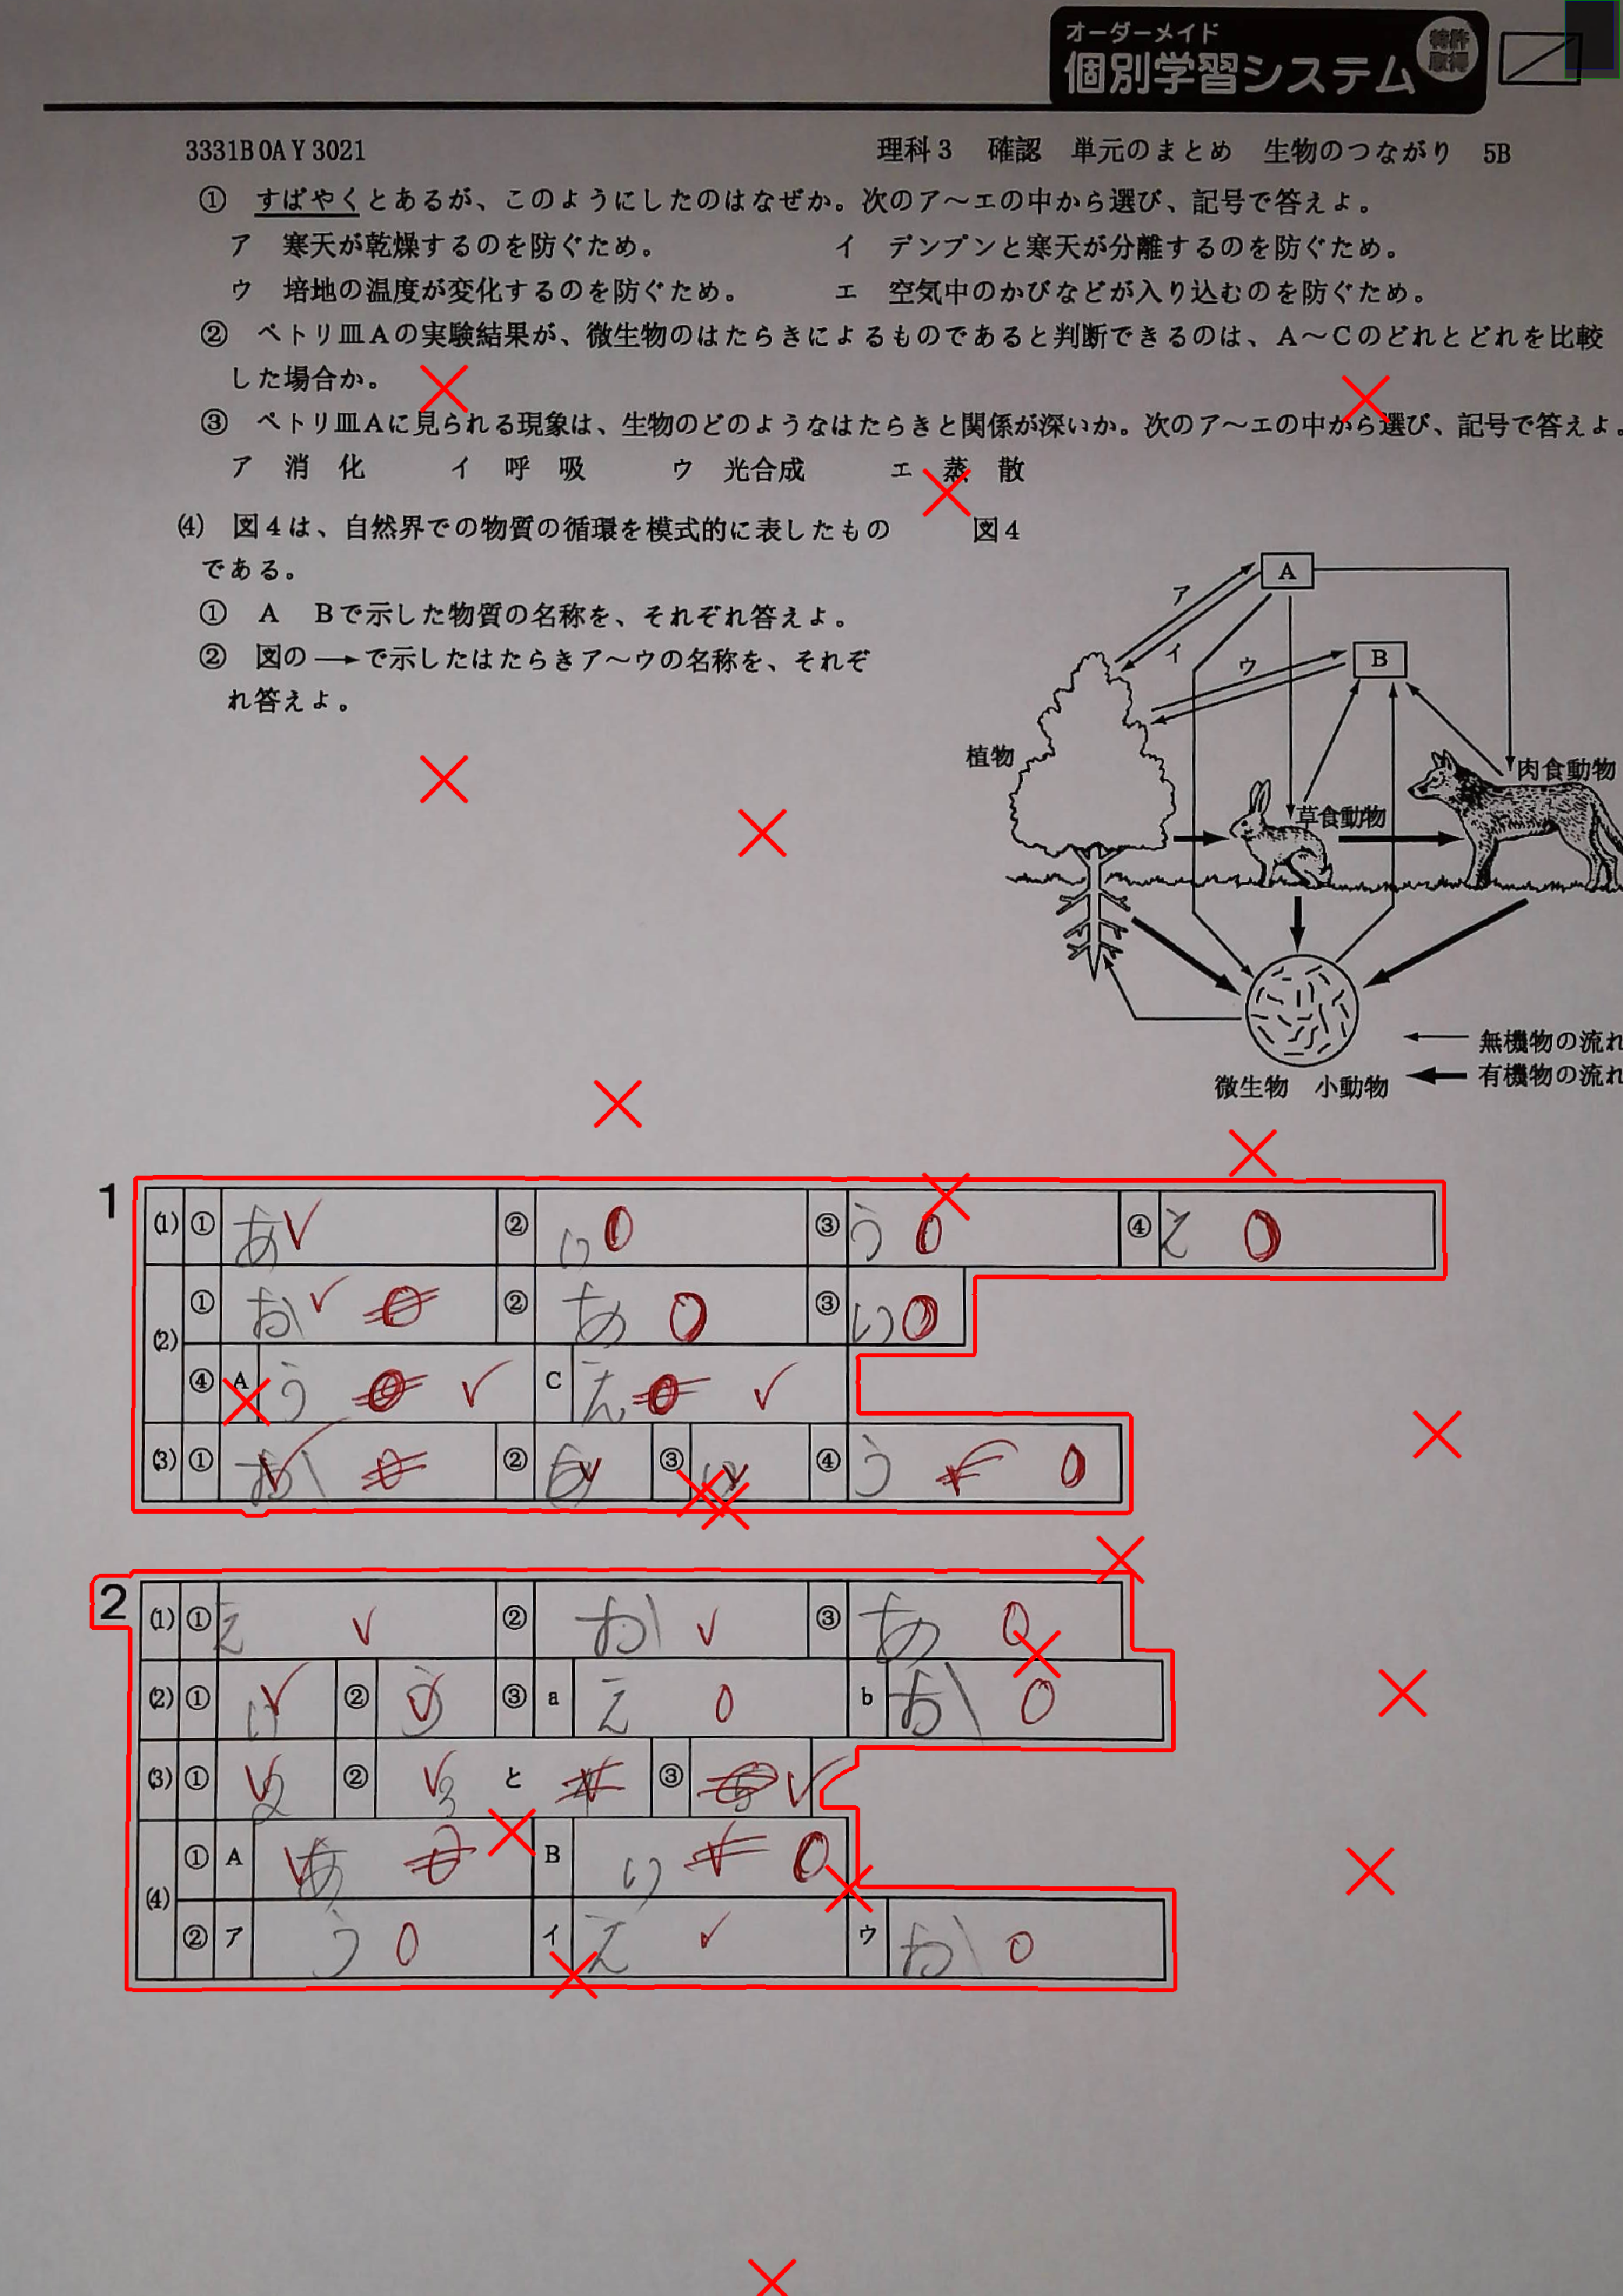 オーダーメイド
個別学習システム
特許取得
3331B0AY3021 理科3 確認 単元のまとめ 生物のつながり 5B
① すばやくとあるが、このようにしたのはなぜか。次のア～エの中から選び、記号で答えよ。
ア 寒天が乾燥するのを防ぐため。 イ デンプンと寒天が分離するのを防ぐため。
ウ 培地の温度が変化するのを防ぐため。 エ 空気中のかびなどが入り込むのを防ぐため。
② ペトリ皿Aの実験結果が、微生物のはたらきによるものであると判断できるのは、A～Cのどれとどれを比較
した場合か。
③ ペトリ皿Aに見られる現象は、生物のどのようなはたらきと関係が深いか。次のア～エの中から選び、記号で答えよ。
ア 消化 イ 呼吸 ウ 光合成 エ 蒸散
(4) 図4は、自然界での物質の循環を模式的に表したもの
である。
① A Bで示した物質の名称を、それぞれ答えよ。
② 図の→で示したはたらきア～ウの名称を、それぞ
れ答えよ。
図4
A
ア
イ
ウ
B
植物
肉食動物
草食動物
無機物の流れ
有機物の流れ
微生物 小動物
1
(1) ① あ ② い ③ う ④ え
(2) ① お ② あ ③ い
④ A う C え
(3) ① お ② あ ③ い ④ う
2
(1) ① え ② お ③ あ
(2) ① い ② う ③ a え b お
(3) ① 2 ② 3 と ③
(4) ① A あ B い
② ア う イ え ウ お